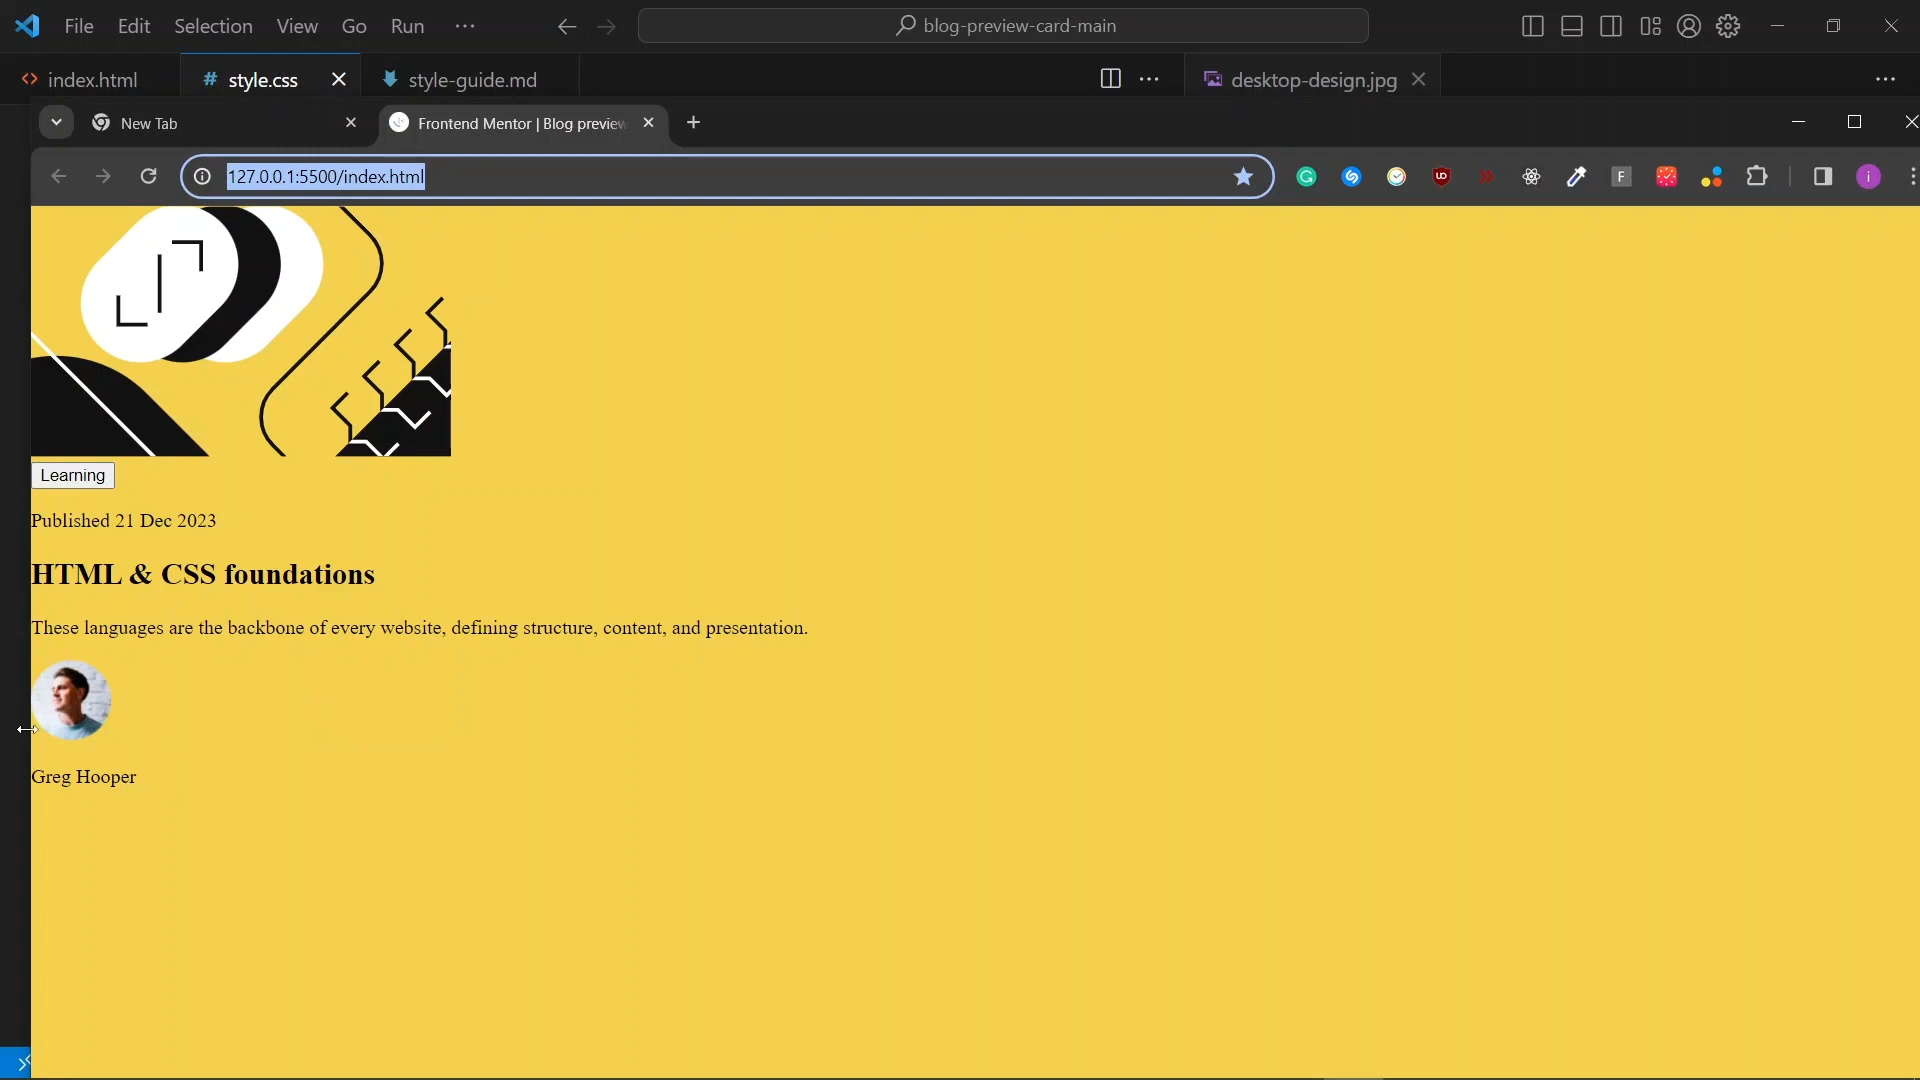 File Edit Selection View Go Run ··· blog-preview-card-main
index.html # style.css style-guide.md desktop-design.jpg
New Tab Frontend Mentor | Blog preview
127.0.0.1:5500/index.html
Learning
Published 21 Dec 2023
HTML & CSS foundations
These languages are the backbone of every website, defining structure, content, and presentation.
Greg Hooper